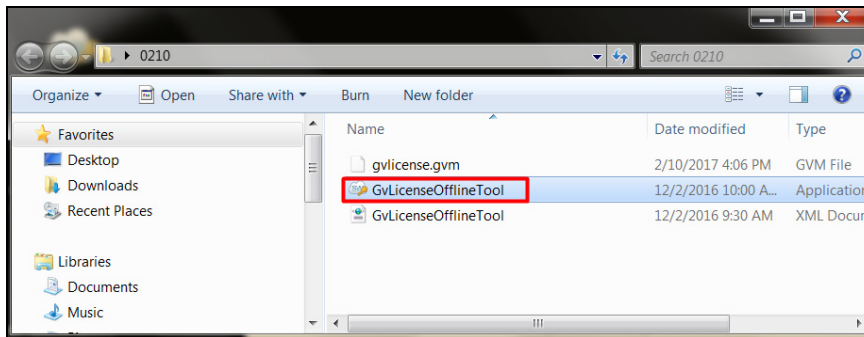 0210
Search 0210
Organize Open Share with Burn New folder
Favorites
Desktop
Downloads
Recent Places
Libraries
Documents
Music
Name Date modified Type
gvlicense.gvm 2/10/2017 4:06 PM GVM File
GvLicenseOfflineTool 12/2/2016 10:00 A... Application
GvLicenseOfflineTool 12/2/2016 9:30 AM XML Docur